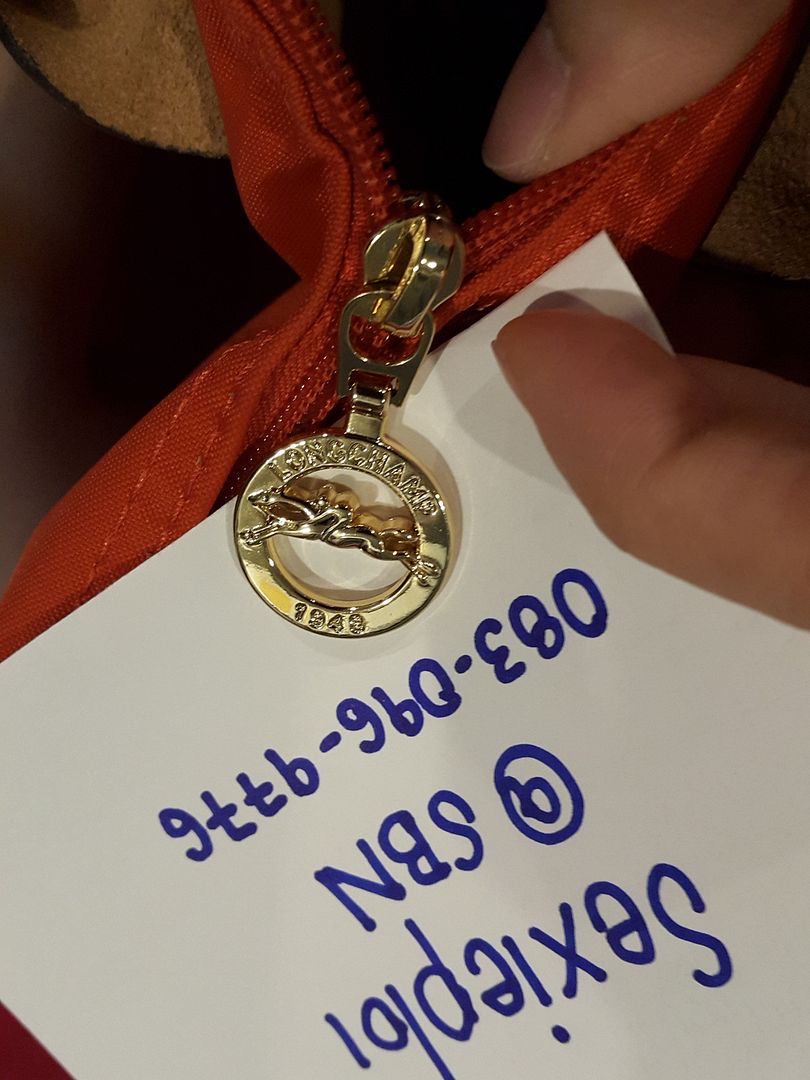 LONGCHAMP
1948
Sexieploi
@ SBN
083-096-9776